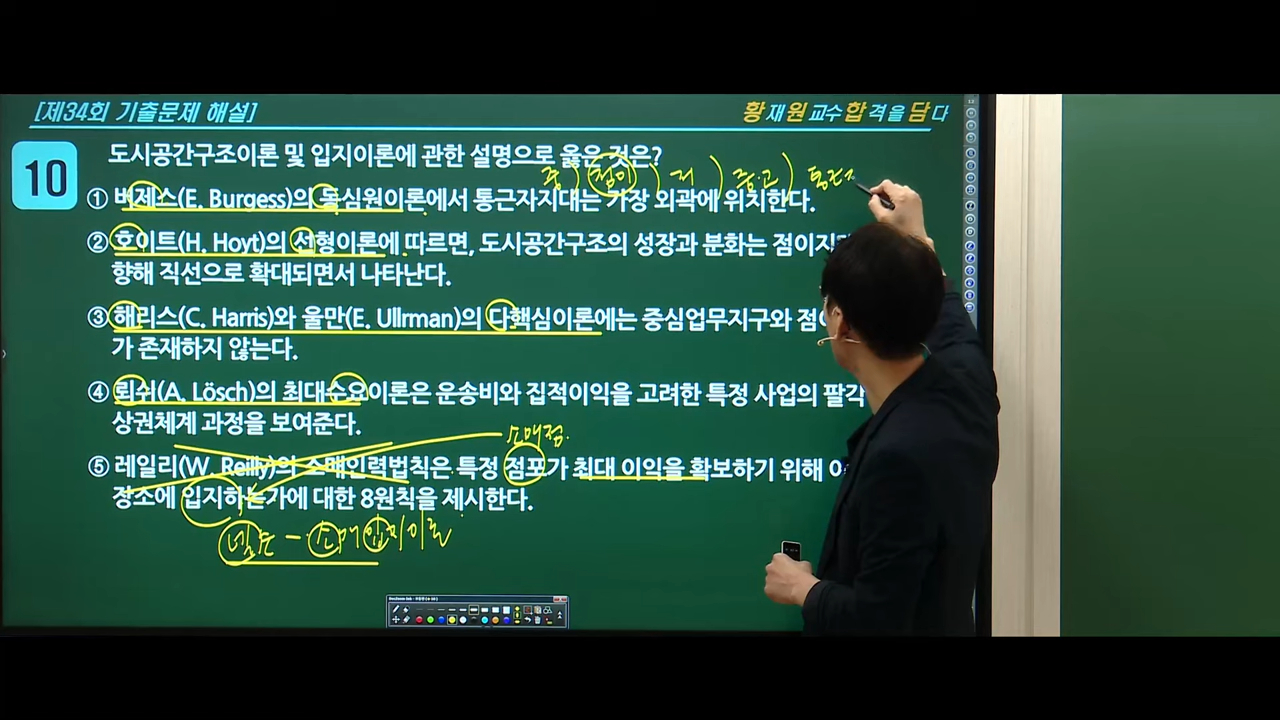 [제34회 기출문제 해설]
황재원교수합격을담다
10
도시공간구조이론 및 입지이론에 관한 설명으로 옳은 것은?
중) 점이) 저) 중·고) 통근
① 버제스(E. Burgess)의 동심원이론에서 통근자지대는 가장 외곽에 위치한다.
② 호이트(H. Hoyt)의 선형이론에 따르면, 도시공간구조의 성장과 분화는 점이지
향해 직선으로 확대되면서 나타난다.
③ 해리스(C. Harris)와 울만(E. Ullrman)의 다핵심이론에는 중심업무지구와 점
가 존재하지 않는다.
④ 뢰쉬(A. Lösch)의 최대수요이론은 운송비와 집적이익을 고려한 특정 사업의 팔각
상권체계 과정을 보여준다.
소매점.
⑤ 레일리(W. Reilly)의 소매인력법칙은 특정 점포가 최대 이익을 확보하기 위해
장소에 입지하는가에 대한 8원칙을 제시한다.
넬슨 - 소매입지이론